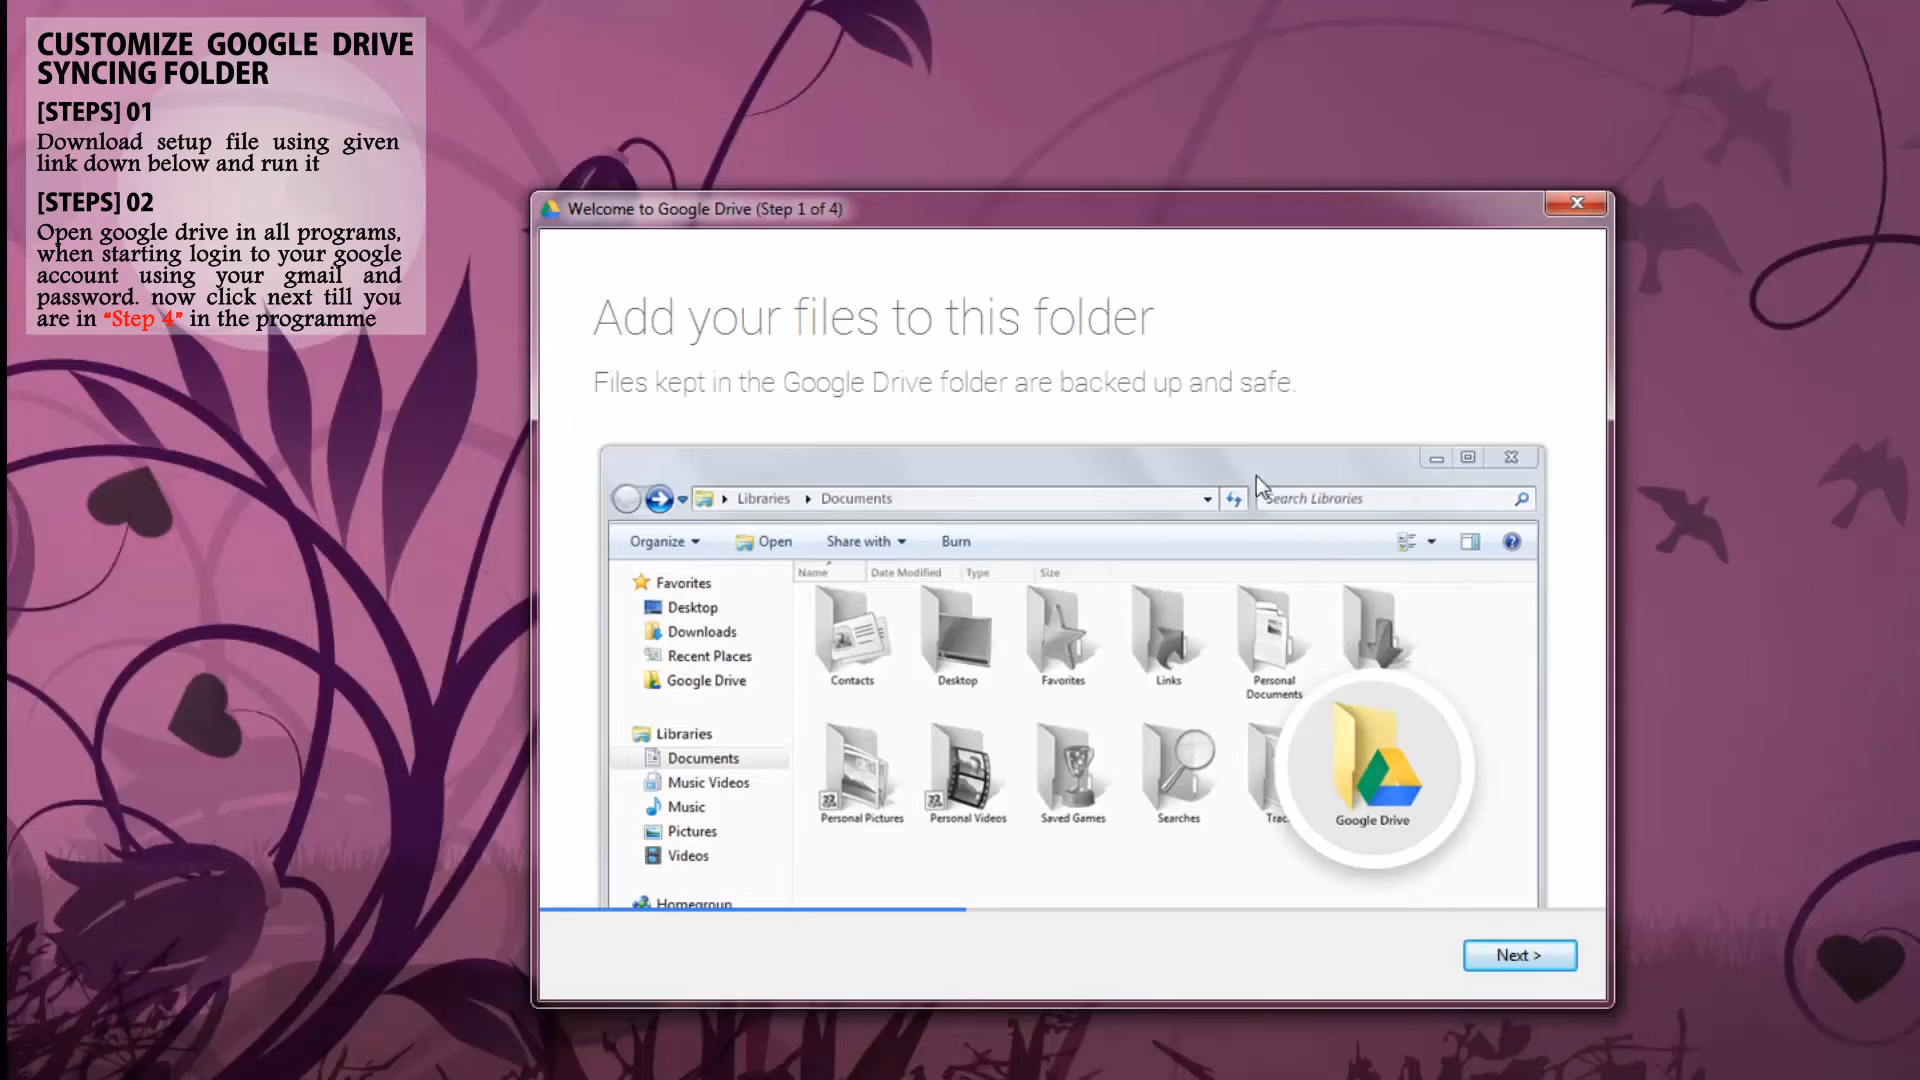 CUSTOMIZE GOOGLE DRIVE
SYNCING FOLDER
[STEPS] 01
Download setup file using given
link down below and run it
[STEPS] 02
Open google drive in all programs,
when starting login to your google
account using your gmail and
password. now click next till you
are in “Step 4” in the programme
Welcome to Google Drive (Step 1 of 4)
Add your files to this folder
Files kept in the Google Drive folder are backed up and safe.
Libraries Documents
Search Libraries
Organize Open Share with Burn
Name Date Modified Type Size
Favorites
Desktop
Downloads
Recent Places
Google Drive
Libraries
Documents
Music Videos
Music
Pictures
Videos
Homegroup
Contacts Desktop Favorites Links Personal
Documents
Personal Pictures Personal Videos Saved Games Searches
Google Drive
Next >